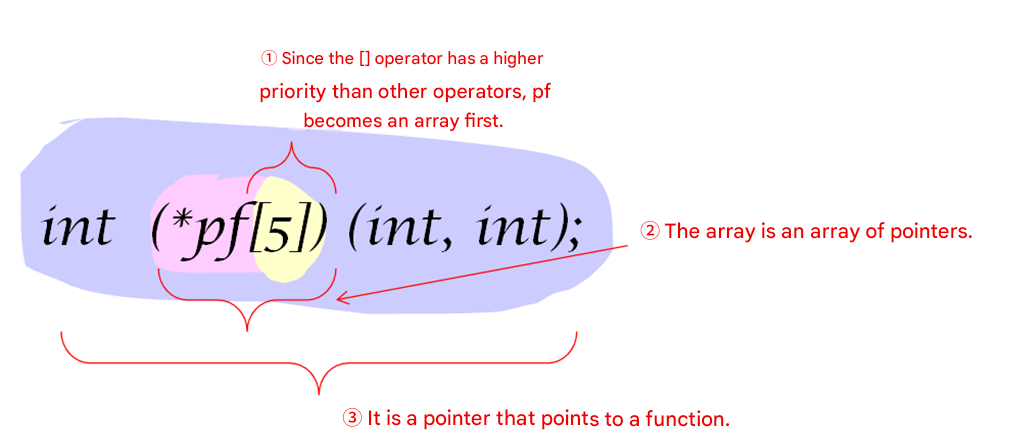 ① Since the [] operator has a higher
priority than other operators, pf
becomes an array first.
int (*pf[5]) (int, int);
② The array is an array of pointers.
③ It is a pointer that points to a function.